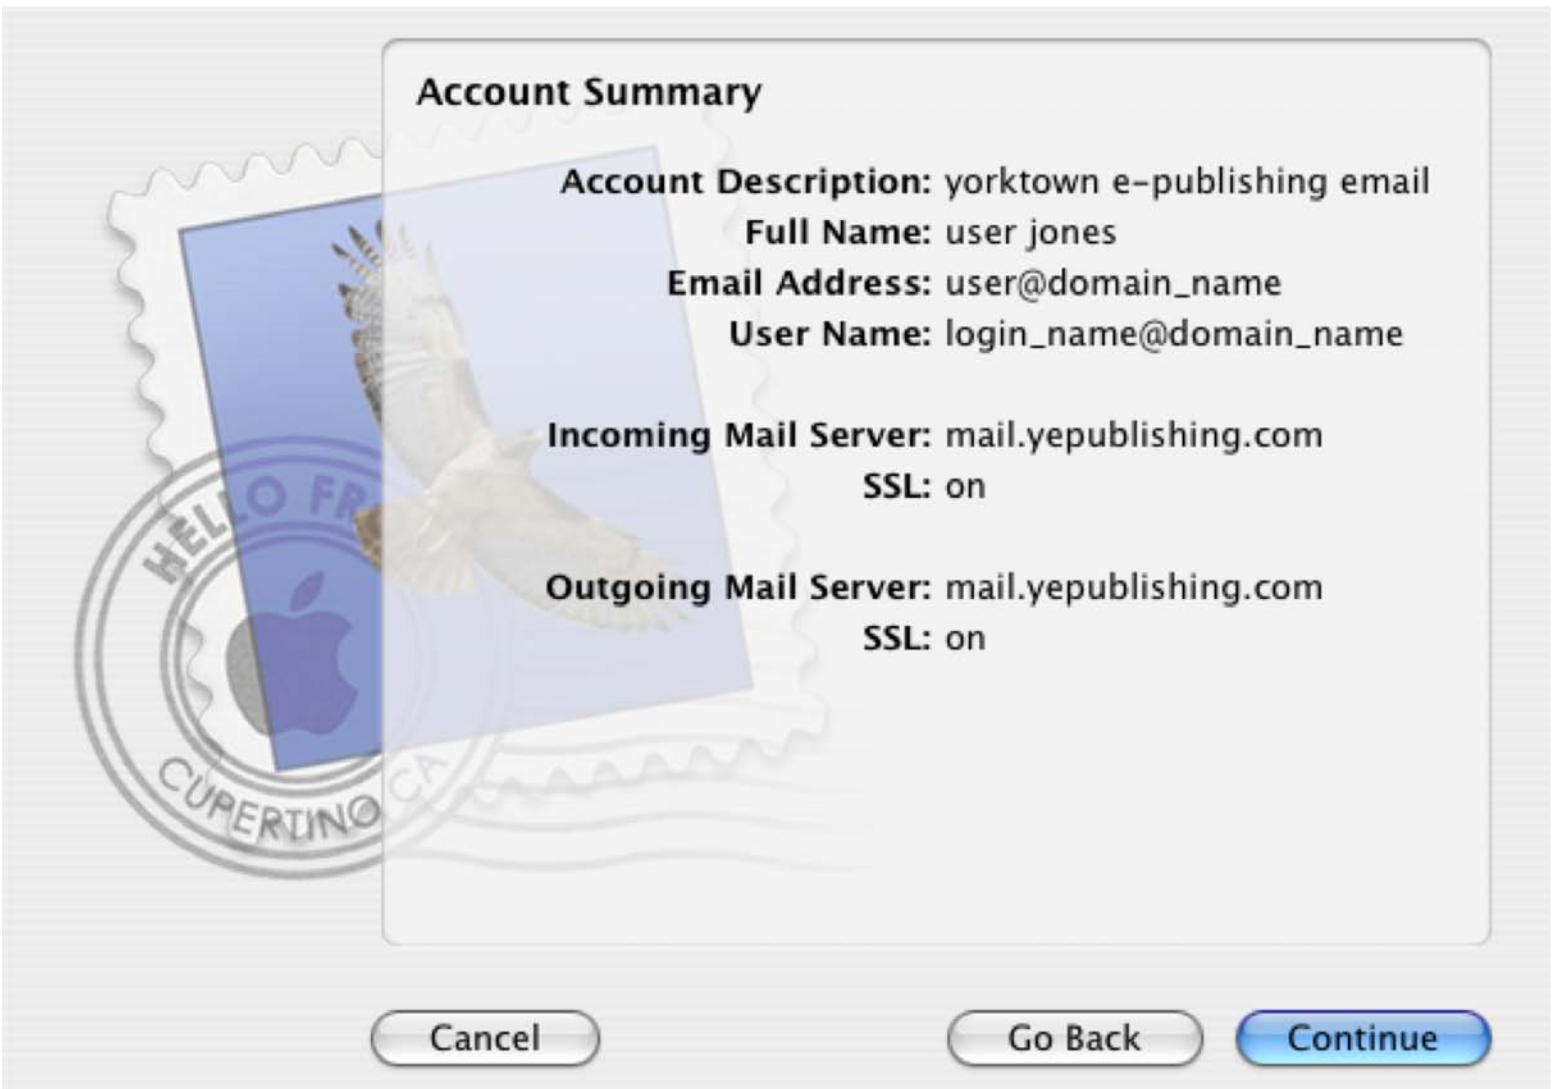 Account Summary
Account Description: yorktown e-publishing email
Full Name: user jones
Email Address: user@domain_name
User Name: login_name@domain_name
Incoming Mail Server: mail.yepublishing.com
SSL: on
Outgoing Mail Server: mail.yepublishing.com
SSL: on
HELLO
CUPERTINO CA
Cancel
Go Back
Continue